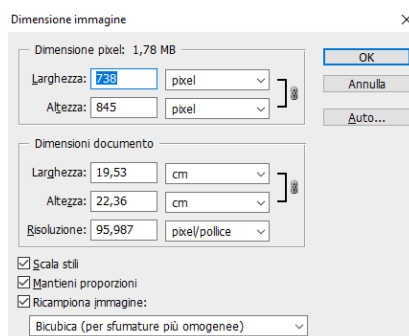 Dimensione immagine
Dimensione pixel: 1,78 MB
Larghezza: 738 pixel
Altezza: 845 pixel
OK
Annulla
Auto...
Dimensioni documento
Larghezza: 19,53 cm
Altezza: 22,36 cm
Risoluzione: 95,987 pixel/pollice
Scala stili
Mantieni proporzioni
Ricampiona immagine:
Bicubica (per sfumature più omogenee)